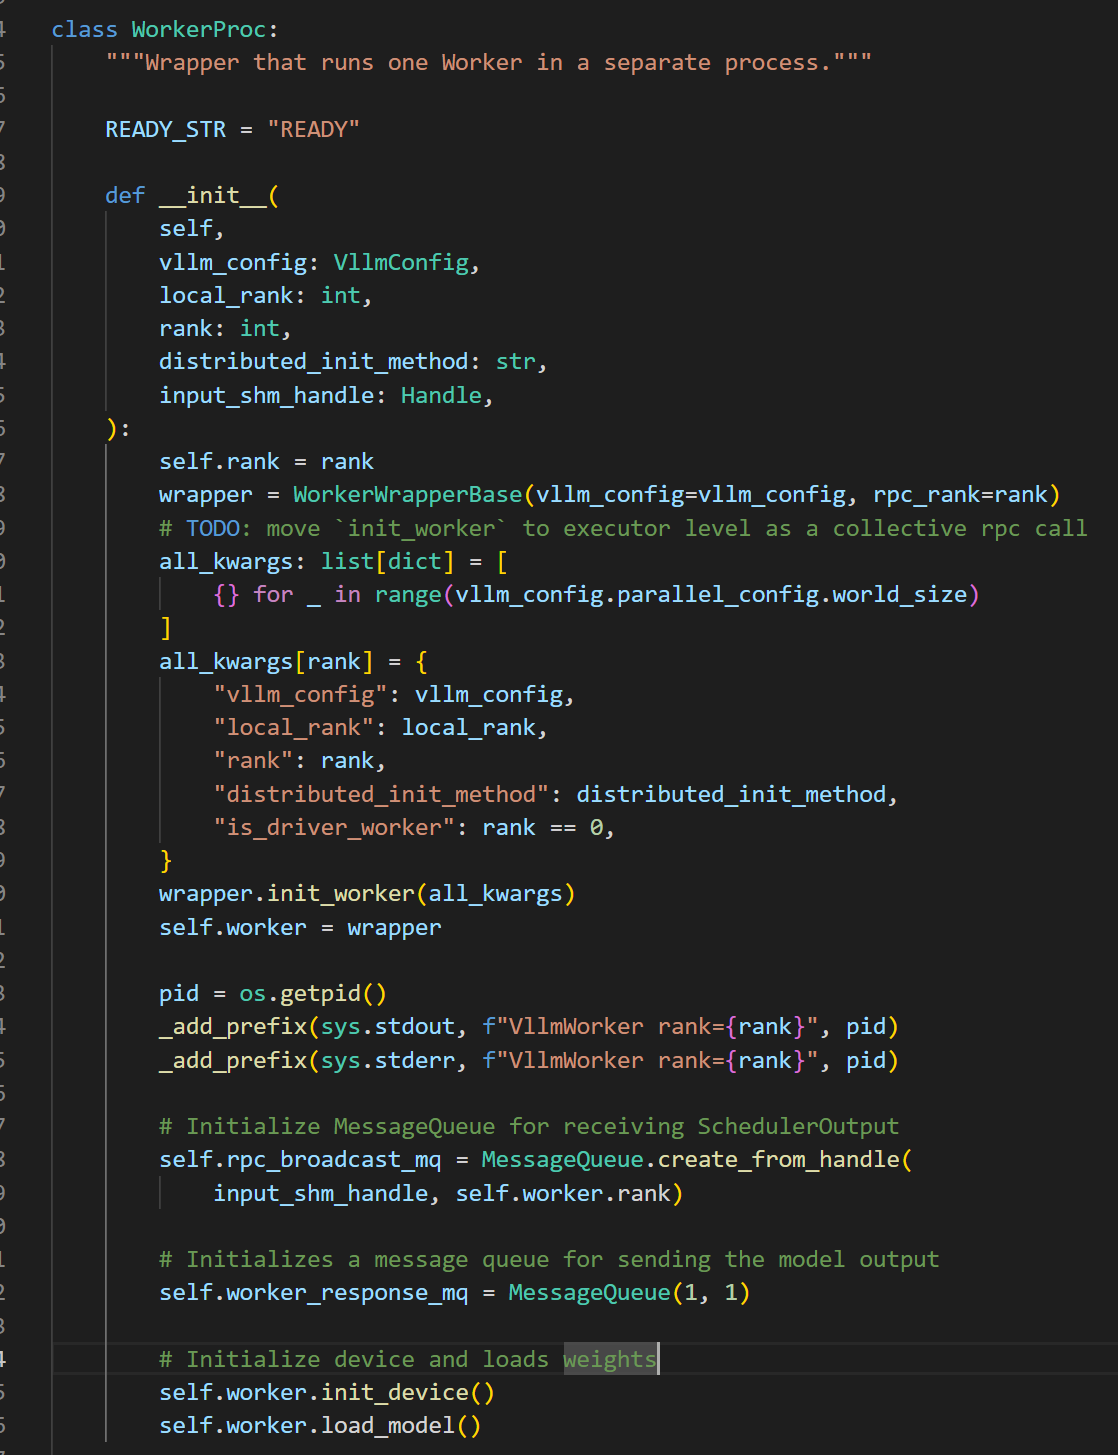 class WorkerProc:
    """Wrapper that runs one Worker in a separate process."""
    READY_STR = "READY"
    def __init__(
        self,
        vllm_config: VllmConfig,
        local_rank: int,
        rank: int,
        distributed_init_method: str,
        input_shm_handle: Handle,
    ):
        self.rank = rank
        wrapper = WorkerWrapperBase(vllm_config=vllm_config, rpc_rank=rank)
        # TODO: move `init_worker` to executor level as a collective rpc call
        all_kwargs: list[dict] = [
            {} for _ in range(vllm_config.parallel_config.world_size)
        ]
        all_kwargs[rank] = {
            "vllm_config": vllm_config,
            "local_rank": local_rank,
            "rank": rank,
            "distributed_init_method": distributed_init_method,
            "is_driver_worker": rank == 0,
        }
        wrapper.init_worker(all_kwargs)
        self.worker = wrapper
        pid = os.getpid()
        _add_prefix(sys.stdout, f"VllmWorker rank={rank}", pid)
        _add_prefix(sys.stderr, f"VllmWorker rank={rank}", pid)
        # Initialize MessageQueue for receiving SchedulerOutput
        self.rpc_broadcast_mq = MessageQueue.create_from_handle(
            input_shm_handle, self.worker.rank)
        # Initializes a message queue for sending the model output
        self.worker_response_mq = MessageQueue(1, 1)
        # Initialize device and loads weights
        self.worker.init_device()
        self.worker.load_model()